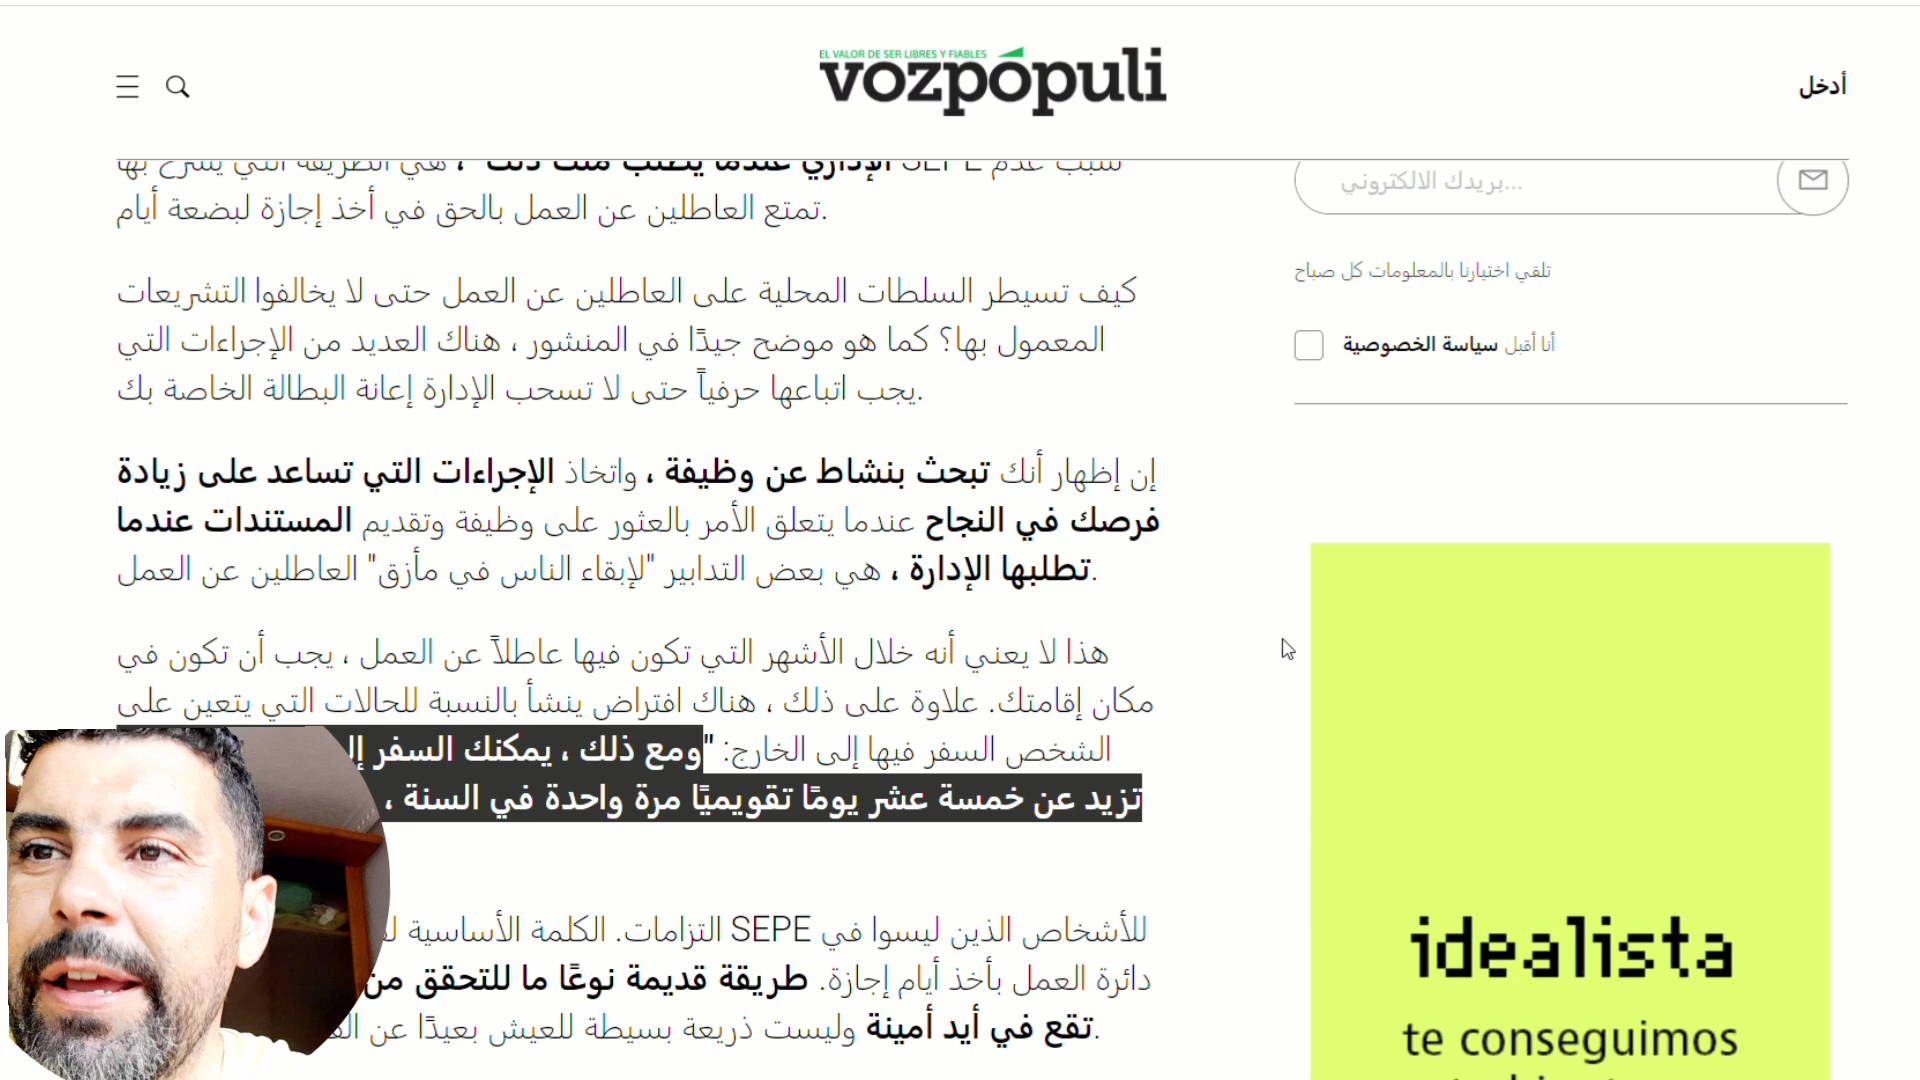 EL VALOR DE SER LIBRES Y FIABLES
vozpópuli
أدخل
تمتع العاطلين عن العمل بالحق في أخذ إجازة لبضعة أيام.
كيف تسيطر السلطات المحلية على العاطلين عن العمل حتى لا يخالفوا التشريعات
المعمول بها؟ كما هو موضح جيدًا في المنشور ، هناك العديد من الإجراءات التي
يجب اتباعها حرفياً حتى لا تسحب الإدارة إعانة البطالة الخاصة بك.
إن إظهار أنك تبحث بنشاط عن وظيفة ، واتخاذ الإجراءات التي تساعد على زيادة
فرصك في النجاح عندما يتعلق الأمر بالعثور على وظيفة وتقديم المستندات عندما
تطلبها الإدارة ، هي بعض التدابير "لإبقاء الناس في مأزق" العاطلين عن العمل.
هذا لا يعني أنه خلال الأشهر التي تكون فيها عاطلاً عن العمل ، يجب أن تكون في
مكان إقامتك. علاوة على ذلك ، هناك افتراض ينشأ بالنسبة للحالات التي يتعين على
الشخص السفر فيها إلى الخارج: "ومع ذلك ، يمكنك السفر
تزيد عن خمسة عشر يومًا تقويميًا مرة واحدة في السنة ،
للأشخاص الذين ليسوا في SEPE التزامات. الكلمة الأساسية
دائرة العمل بأخذ أيام إجازة. طريقة قديمة نوعًا ما للتحقق من
تقع في أيد أمينة وليست ذريعة بسيطة للعيش بعيدًا عن
بريدك الالكتروني...
تلقي اختيارنا بالمعلومات كل صباح
أنا أقبل سياسة الخصوصية
idealista
te conseguimos